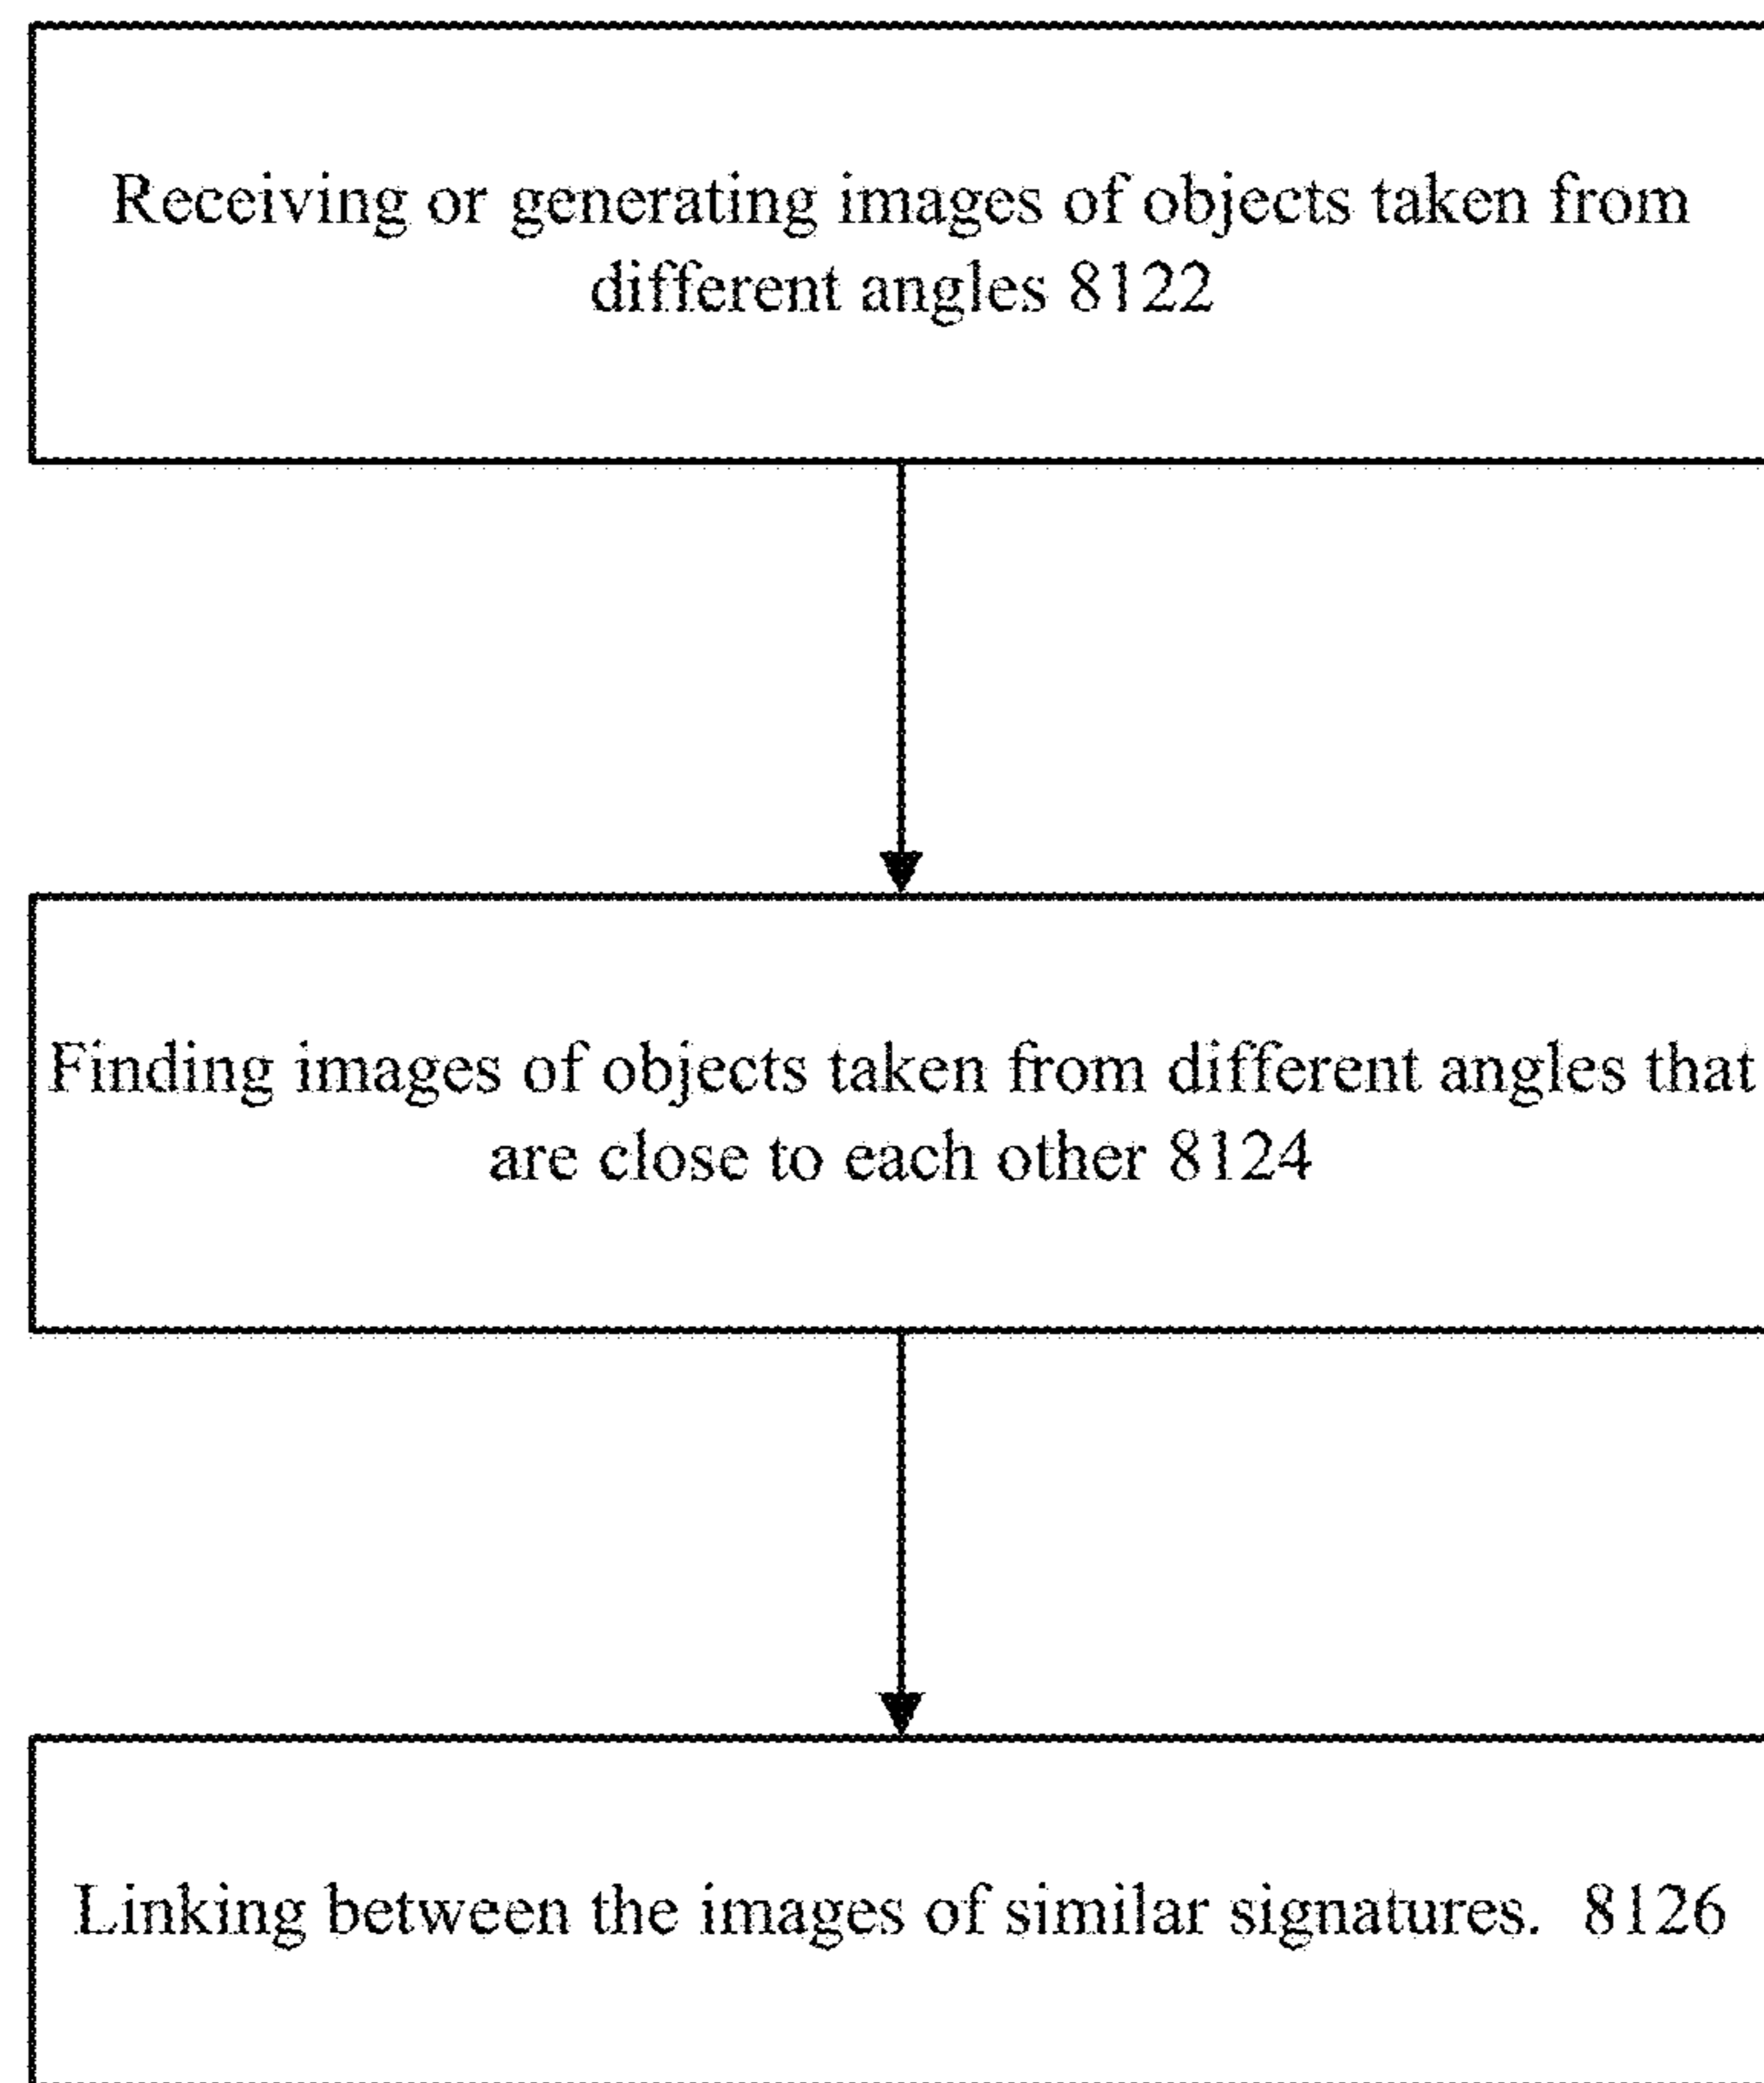 Receiving or generating images of objects taken from
different angles 8122
Finding images of objects taken from different angles that
are close to each other 8124
Linking between the images of similar signatures. 8126